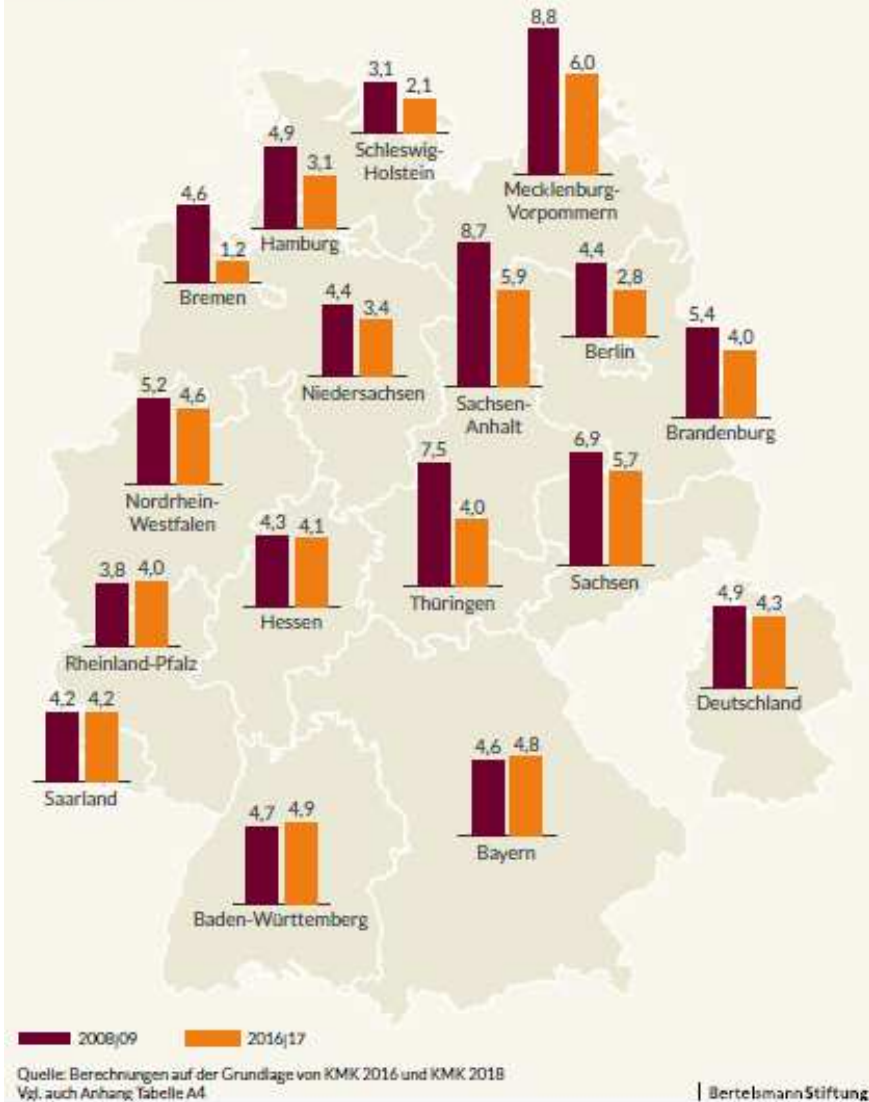 8,8
6,0
Mecklenburg-
Vorpommern
3,1
2,1
Schleswig-
Holstein
4,9
3,1
Hamburg
4,6
1,2
Bremen
8,7
5,9
Sachsen-
Anhalt
4,4
2,8
Berlin
4,4
3,4
Niedersachsen
5,4
4,0
Brandenburg
5,2
4,6
Nordrhein-
Westfalen
6,9
5,7
Sachsen
7,5
4,0
Thüringen
4,3
4,1
Hessen
3,8
4,0
Rheinland-Pfalz
4,9
4,3
Deutschland
4,2
4,2
Saarland
4,6
4,8
Bayern
4,7
4,9
Baden-Württemberg
2008j09
2016j17
Quelle: Berechnungen auf der Grundlage von KMK 2016 und KMK 2018
Vgl. auch Anhang Tabelle A4
BertelsmannStiftung